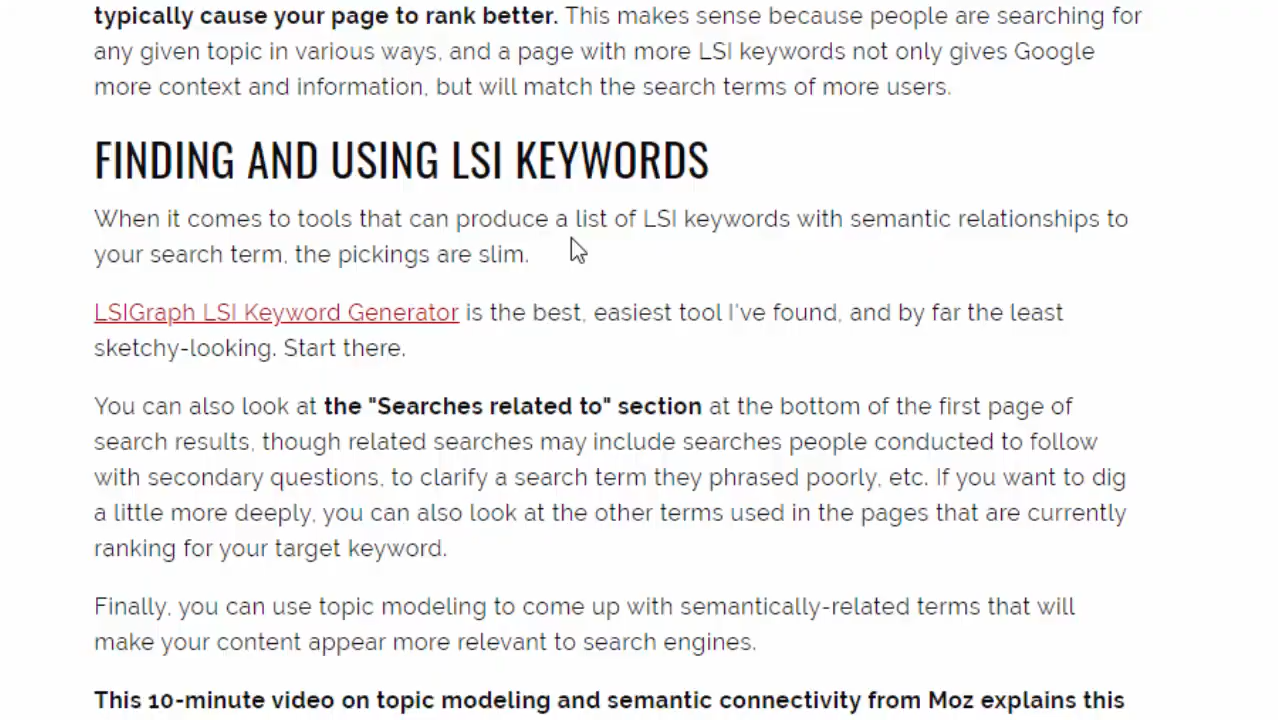 typically cause your page to rank better. This makes sense because people are searching for
any given topic in various ways, and a page with more LSI keywords not only gives Google
more context and information, but will match the search terms of more users.
FINDING AND USING LSI KEYWORDS
When it comes to tools that can produce a list of LSI keywords with semantic relationships to
your search term, the pickings are slim.
LSIGraph LSI Keyword Generator is the best, easiest tool I've found, and by far the least
sketchy-looking. Start there.
You can also look at the "Searches related to" section at the bottom of the first page of
search results, though related searches may include searches people conducted to follow
with secondary questions, to clarify a search term they phrased poorly, etc. If you want to dig
a little more deeply, you can also look at the other terms used in the pages that are currently
ranking for your target keyword.
Finally, you can use topic modeling to come up with semantically-related terms that will
make your content appear more relevant to search engines.
This 10-minute video on topic modeling and semantic connectivity from Moz explains this